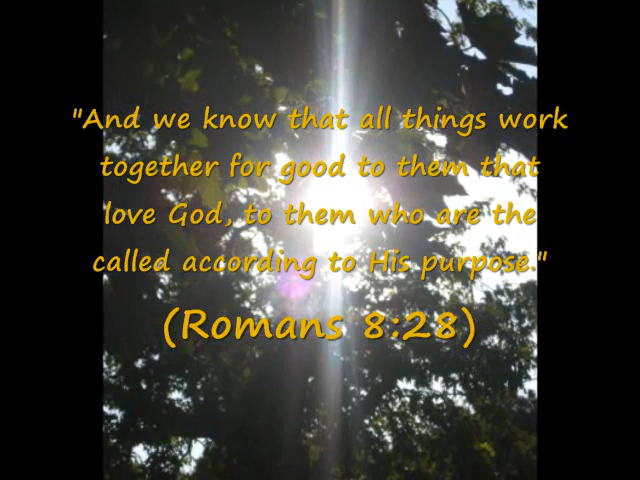 "And we know that all things work
together for good to them that
love God, to them who are the
called according to His purpose."
(Romans 8:28)